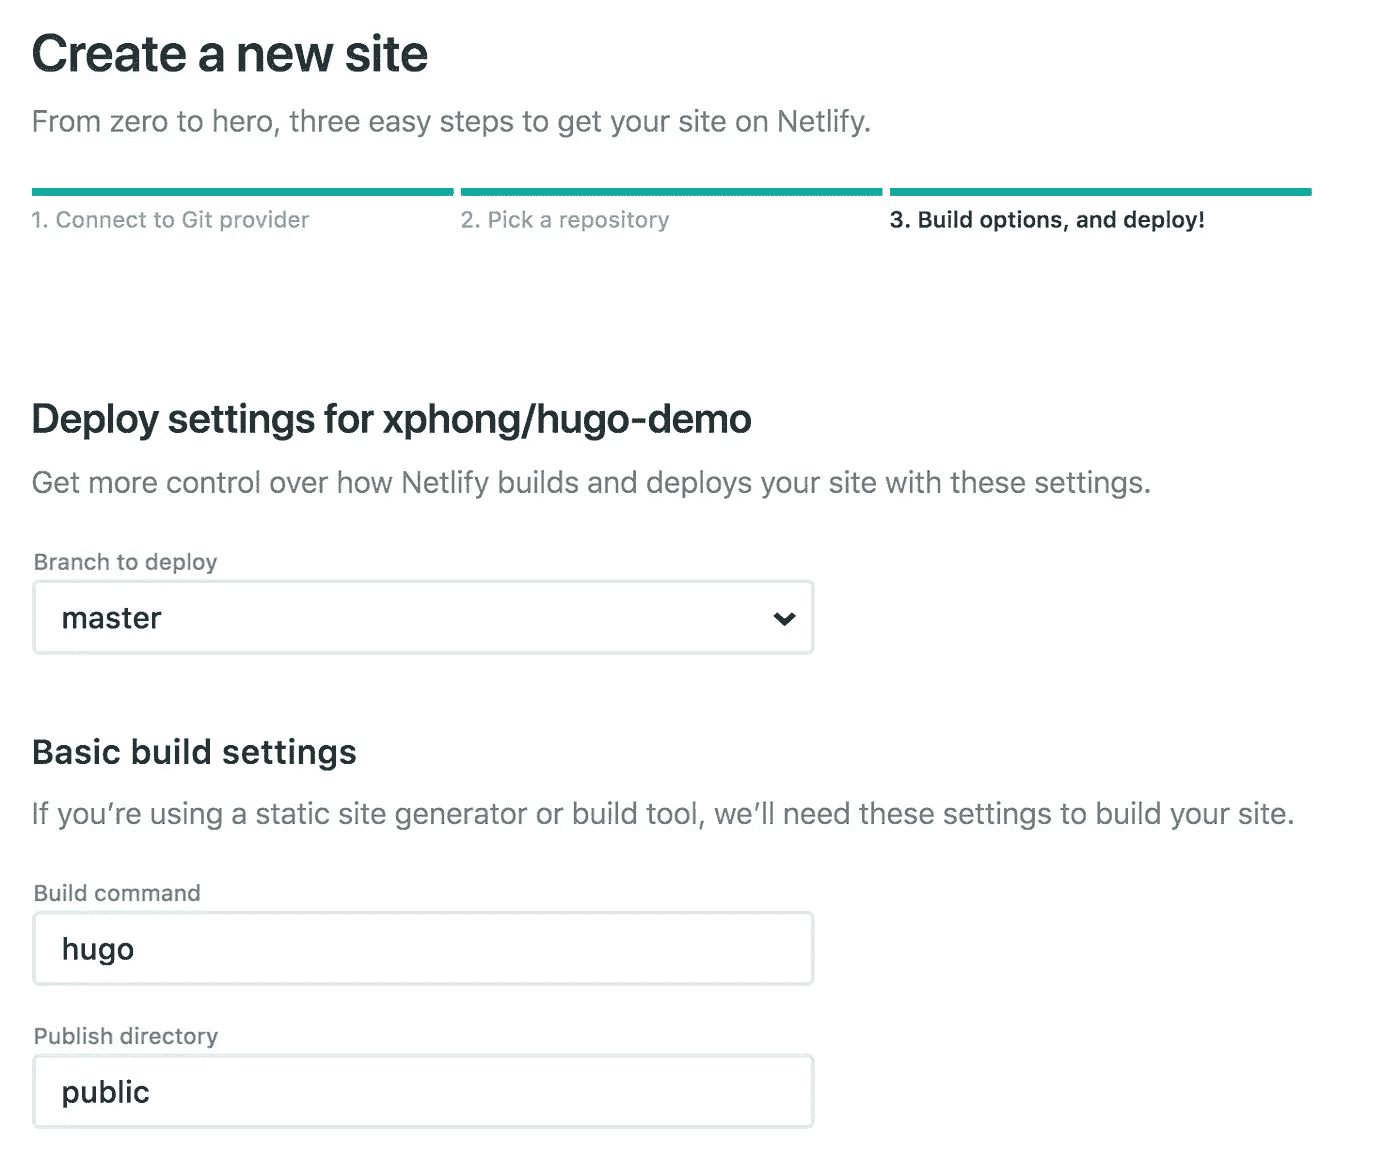 Create a new site
From zero to hero, three easy steps to get your site on Netlify.
1. Connect to Git provider
2. Pick a repository
3. Build options, and deploy!
Deploy settings for xphong/hugo-demo
Get more control over how Netlify builds and deploys your site with these settings.
Branch to deploy
master
Basic build settings
If you’re using a static site generator or build tool, we’ll need these settings to build your site.
Build command
hugo
Publish directory
public